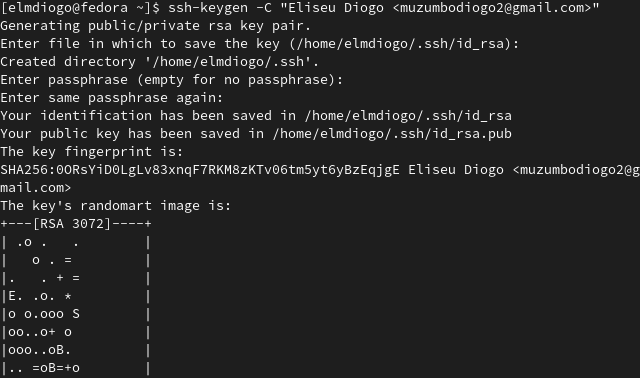 [elmdiogo@fedora ~]$ ssh-keygen -C "Eliseu Diogo <muzumbodiogo2@gmail.com>"
Generating public/private rsa key pair.
Enter file in which to save the key (/home/elmdiogo/.ssh/id_rsa):
Created directory '/home/elmdiogo/.ssh'.
Enter passphrase (empty for no passphrase):
Enter same passphrase again:
Your identification has been saved in /home/elmdiogo/.ssh/id_rsa
Your public key has been saved in /home/elmdiogo/.ssh/id_rsa.pub
The key fingerprint is:
SHA256:0ORsYiD0LgLv83xnqF7RKM8zKTv06tm5yt6yBzEqjgE Eliseu Diogo <muzumbodiogo2@g
mail.com>
The key's randomart image is:
+---[RSA 3072]----+
| .o .   .        |
|   o . =         |
|.   . + =        |
|E. .o. *         |
|o o.ooo S        |
|oo..o+ o         |
|ooo..oB.         |
|.. =oB=+o        |